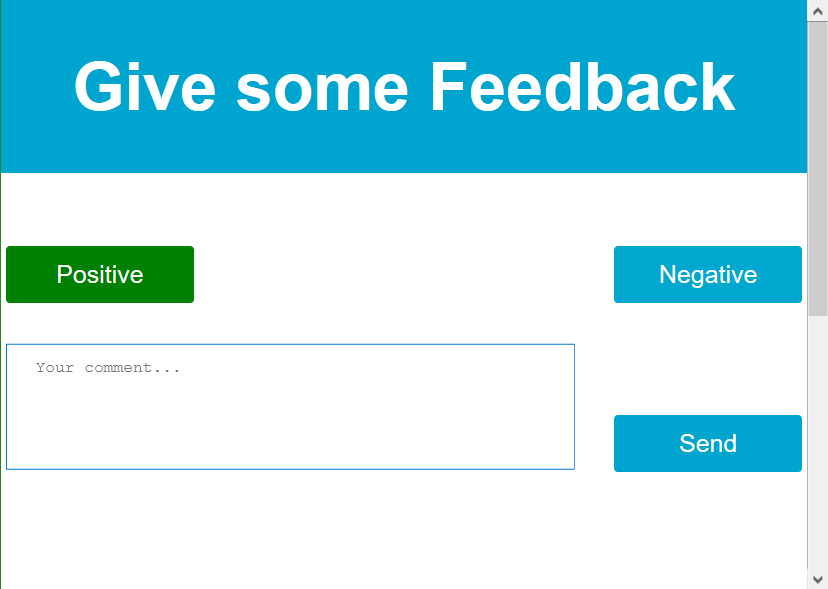 Give some Feedback
Positive
Negative
Your comment...
Send